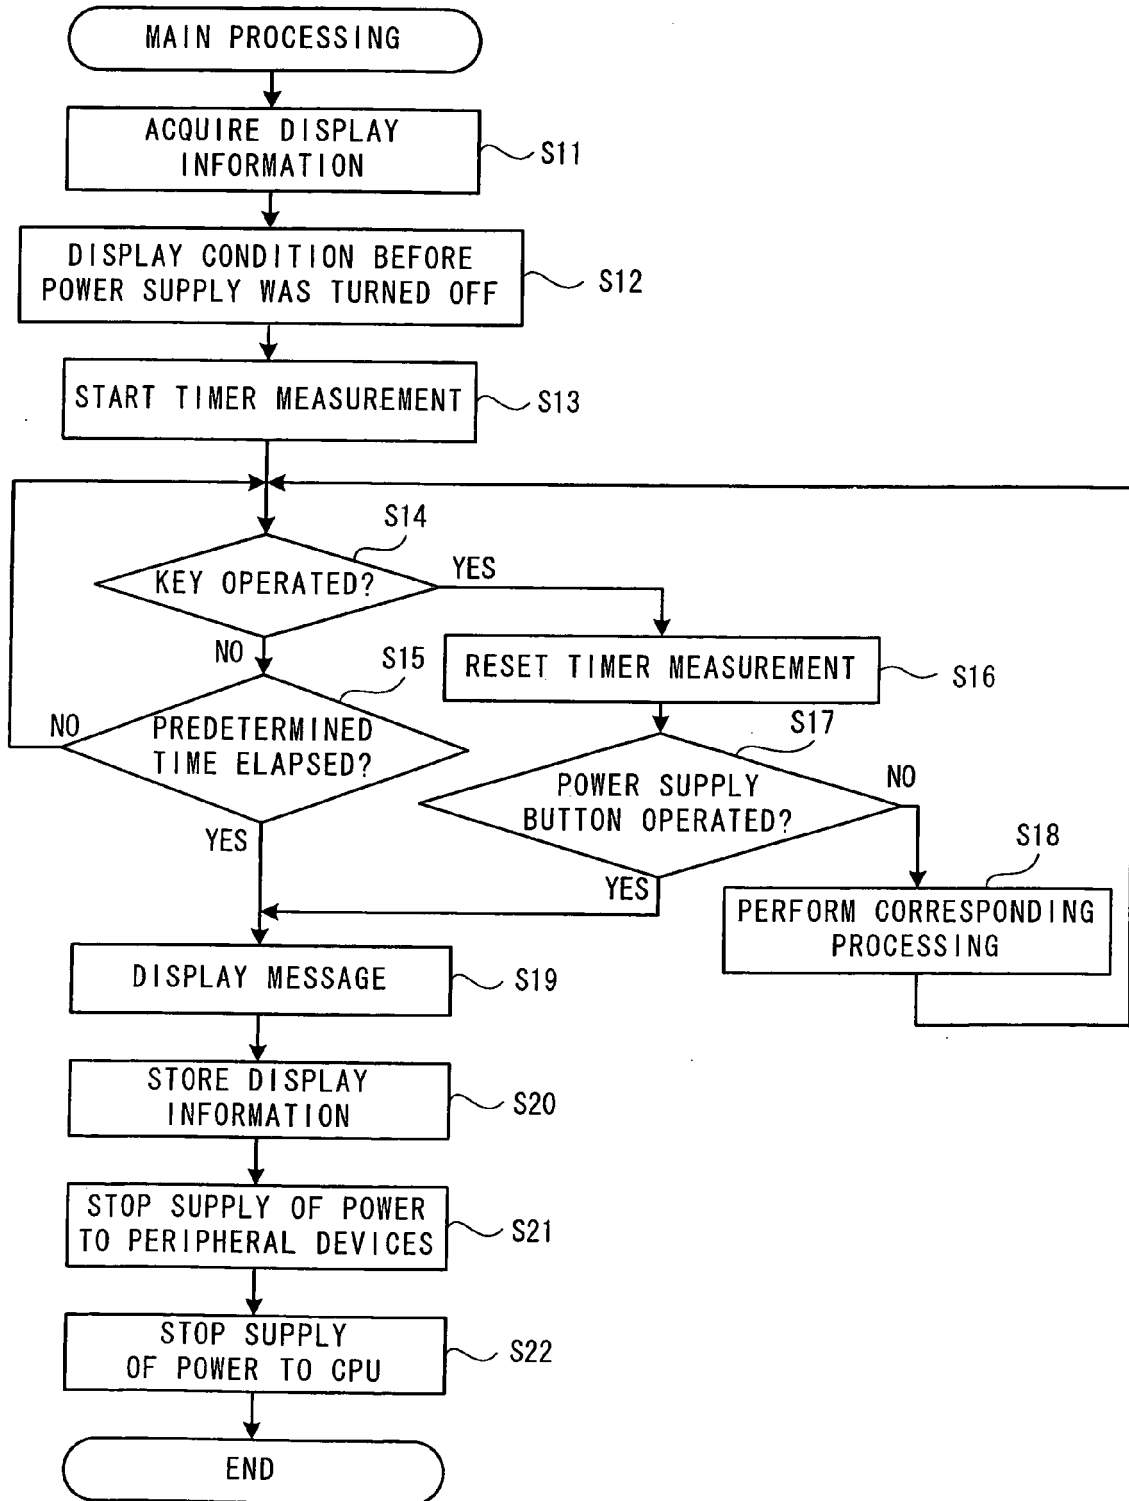 MAIN PROCESSING
ACQUIRE DISPLAY
INFORMATION
S11
DISPLAY CONDITION BEFORE
POWER SUPPLY WAS TURNED OFF
S12
START TIMER MEASUREMENT
S13
S14
KEY OPERATED?
YES
NO
S15
RESET TIMER MEASUREMENT
S16
NO
PREDETERMINED
TIME ELAPSED?
YES
S17
POWER SUPPLY
BUTTON OPERATED?
NO
YES
S18
PERFORM CORRESPONDING
PROCESSING
DISPLAY MESSAGE
S19
STORE DISPLAY
INFORMATION
S20
STOP SUPPLY OF POWER
TO PERIPHERAL DEVICES
S21
STOP SUPPLY
OF POWER TO CPU
S22
END